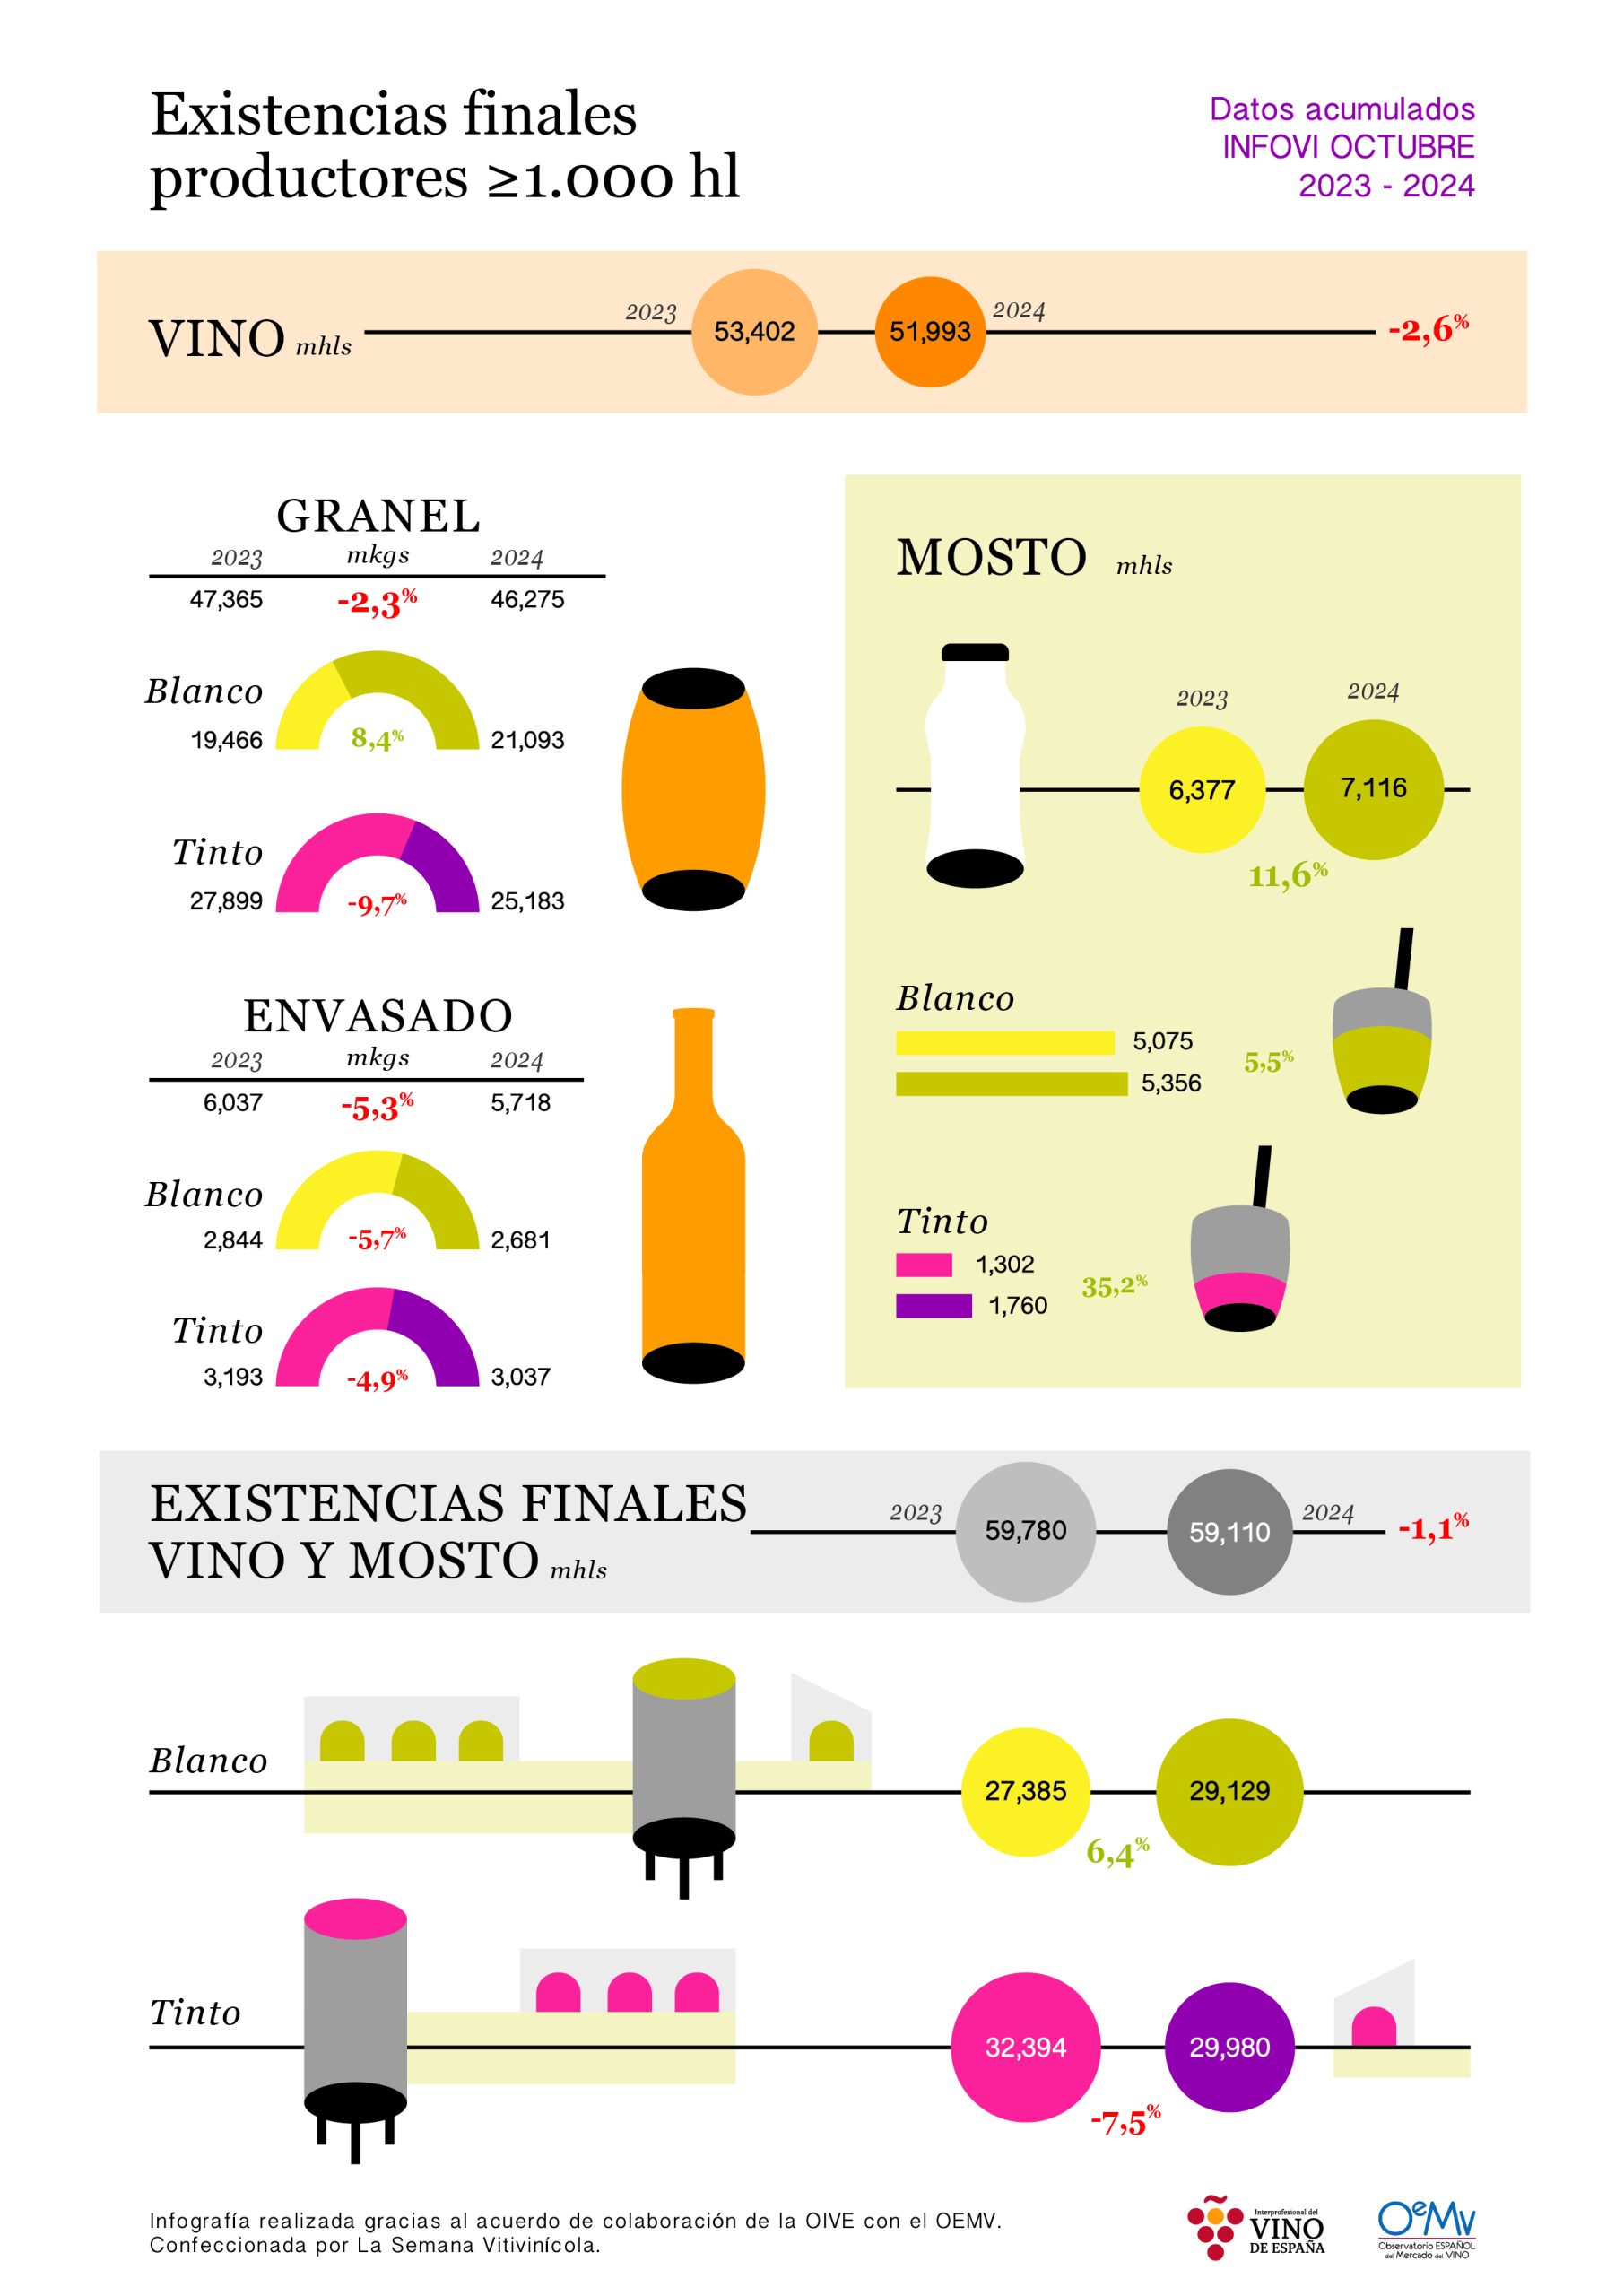 Existencias finales
productores ≥1.000 hl
Datos acumulados
INFOVI OCTUBRE
2023 - 2024
VINO mhls
2023
53,402
51,993
2024
-2,6%
GRANEL
2023 mkgs 2024
47,365 -2,3% 46,275
Blanco
19,466 8,4% 21,093
Tinto
27,899 -9,7% 25,183
ENVASADO
2023 mkgs 2024
6,037 -5,3% 5,718
Blanco
2,844 -5,7% 2,681
Tinto
3,193 -4,9% 3,037
MOSTO mhls
2023 2024
6,377 7,116
11,6%
Blanco
5,075
5,356
5,5%
Tinto
1,302
1,760
35,2%
EXISTENCIAS FINALES
VINO Y MOSTO mhls
2023
59,780
59,110
2024
-1,1%
Blanco
27,385 29,129
6,4%
Tinto
32,394 29,980
-7,5%
Infografía realizada gracias al acuerdo de colaboración de la OIVE con el OEMV.
Confeccionada por La Semana Vitivinícola.
Interprofesional del
VINO
DE ESPAÑA
OeMv
Observatorio ESPAÑOL
del Mercado del VINO